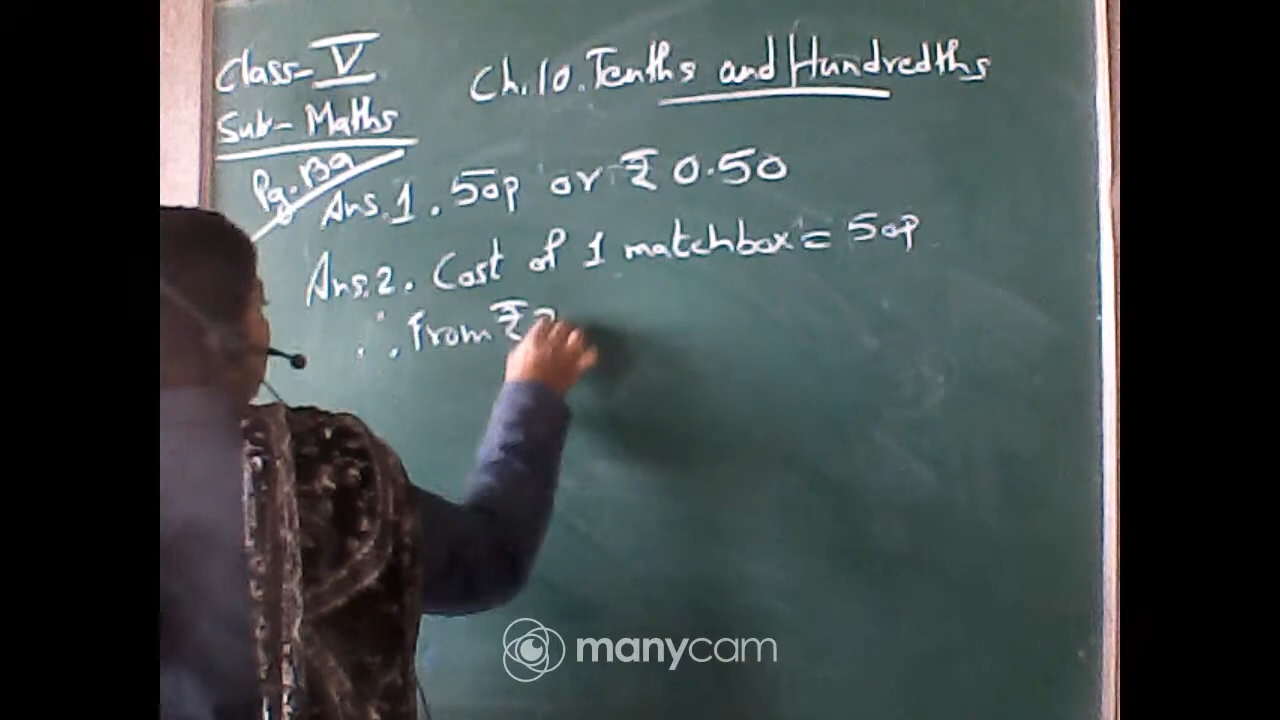 Class- V
Ch.10. Tenths and Hundredths
Sub- Maths
Pg. 139
Ans. 1. 50p or ₹ 0.50
Ans. 2. Cost of 1 matchbox = 50p
∴ From ₹
manycam